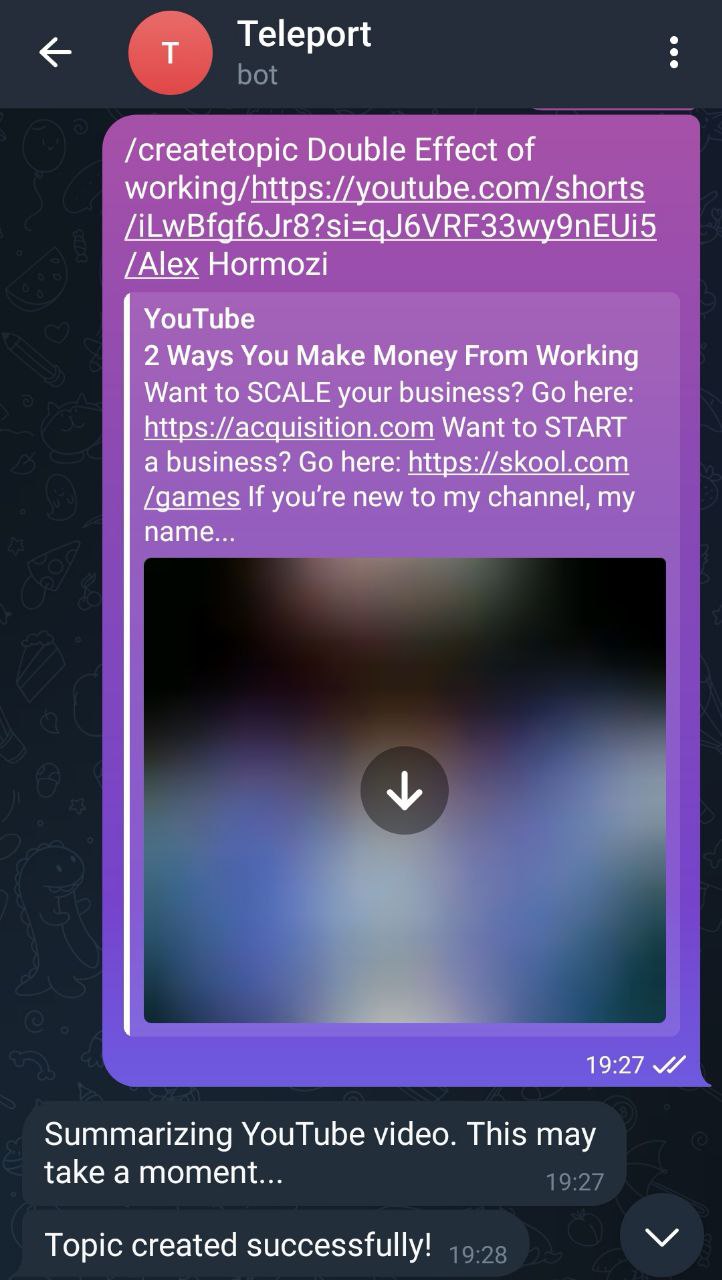 Teleport
T
bot
/createtopic Double Effect of
working/https://youtube.com/shorts
/iLwBfgf6Jr8?si=qJ6VRF33wy9nEUi5
/Alex Hormozi
YouTube
2 Ways You Make Money From Working
Want to SCALE your business? Go here:
https://acquisition.com Want to START
a business? Go here: https://skool.com
/games If you’re new to my channel, my
name...
19:27
Summarizing YouTube video. This may
take a moment...
19:27
Topic created successfully!
19:28